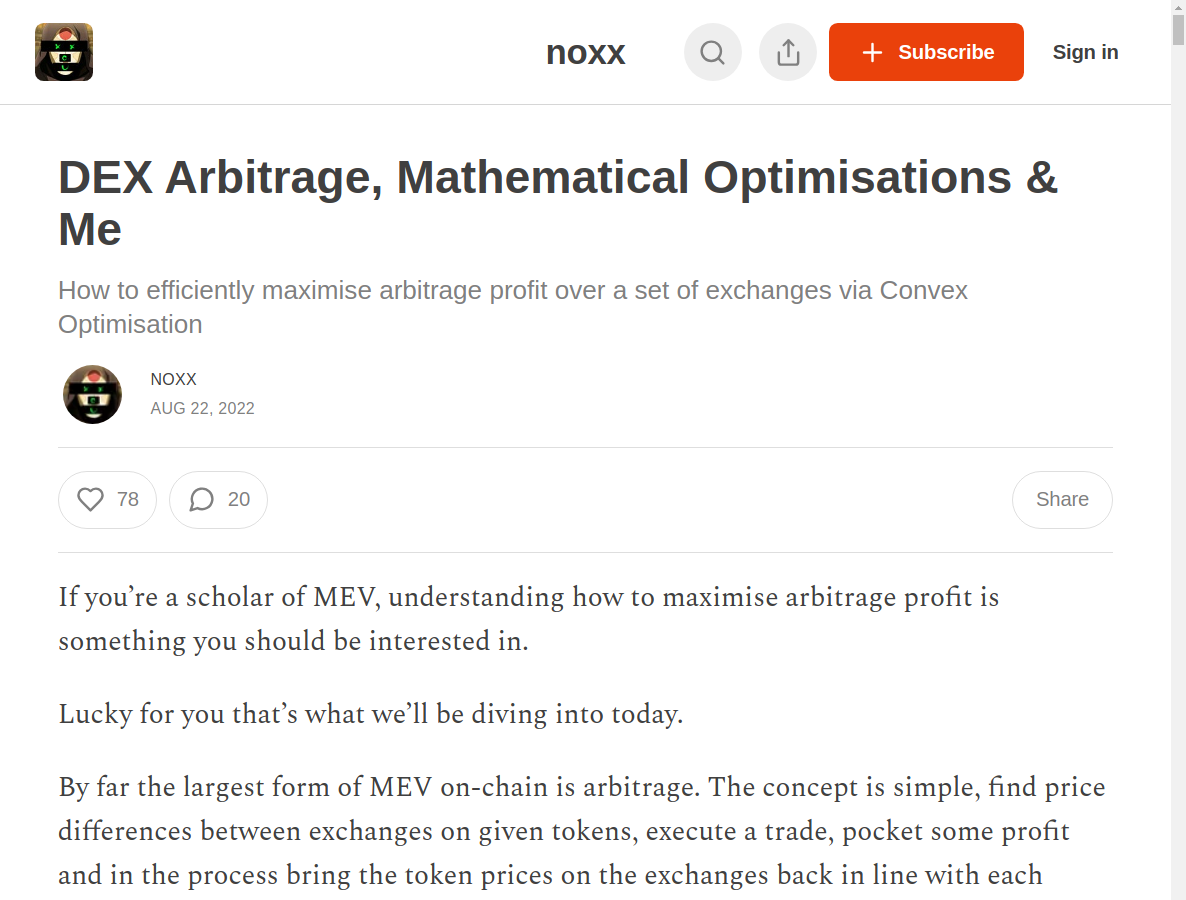 noxx
Subscribe
Sign in
DEX Arbitrage, Mathematical Optimisations &
Me
How to efficiently maximise arbitrage profit over a set of exchanges via Convex
Optimisation
NOXX
AUG 22, 2022
78
20
Share
If you’re a scholar of MEV, understanding how to maximise arbitrage profit is
something you should be interested in.
Lucky for you that’s what we’ll be diving into today.
By far the largest form of MEV on-chain is arbitrage. The concept is simple, find price
differences between exchanges on given tokens, execute a trade, pocket some profit
and in the process bring the token prices on the exchanges back in line with each